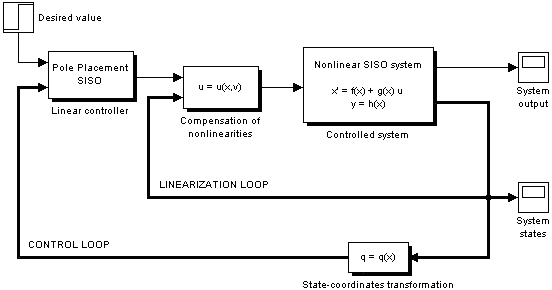 Desired value
Pole Placement
SISO
Linear controller
u = u(x,v)
Compensation of
nonlinearities
Nonlinear SISO system
x' = f(x) + g(x) u
y = h(x)
Controlled system
System
output
LINEARIZATION LOOP
System
states
CONTROL LOOP
q = q(x)
State-coordinates transformation